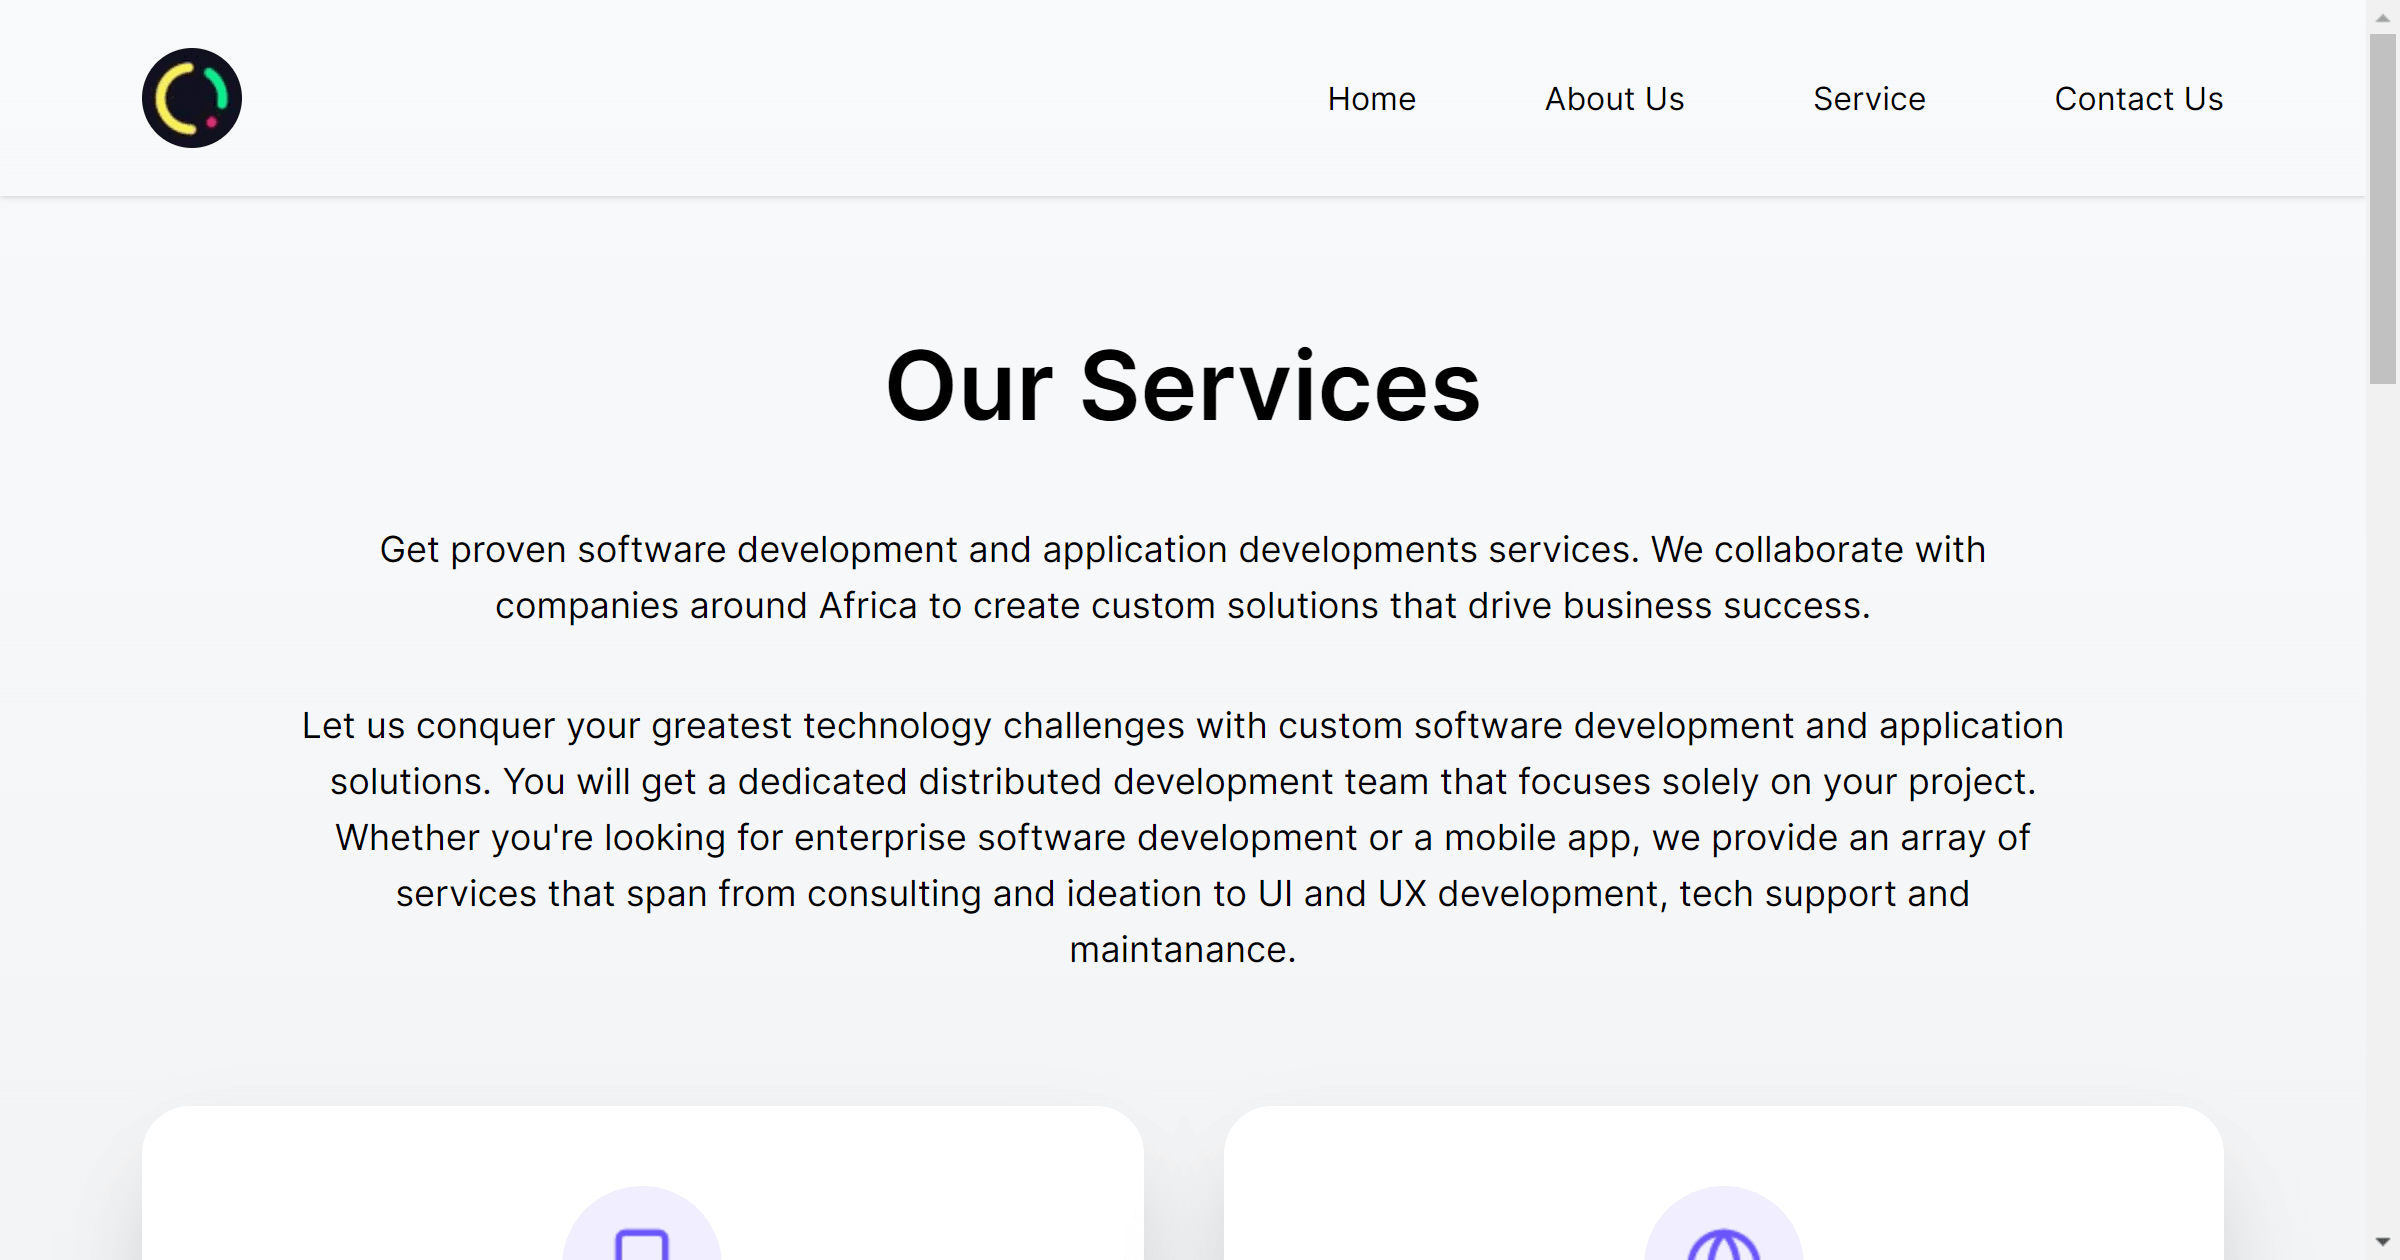 Home
About Us
Service
Contact Us
Our Services
Get proven software development and application developments services. We collaborate with
companies around Africa to create custom solutions that drive business success.
Let us conquer your greatest technology challenges with custom software development and application
solutions. You will get a dedicated distributed development team that focuses solely on your project.
Whether you're looking for enterprise software development or a mobile app, we provide an array of
services that span from consulting and ideation to UI and UX development, tech support and
maintanance.